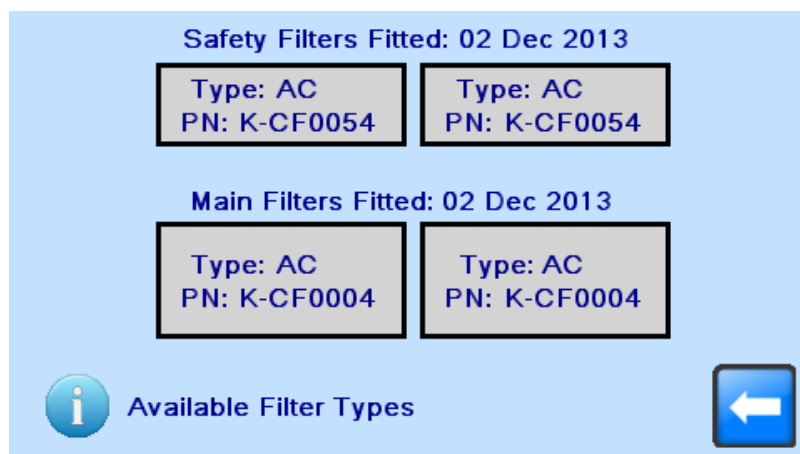 Safety Filters Fitted: 02 Dec 2013
Type: AC
PN: K-CF0054
Type: AC
PN: K-CF0054
Main Filters Fitted: 02 Dec 2013
Type: AC
PN: K-CF0004
Type: AC
PN: K-CF0004
i
Available Filter Types